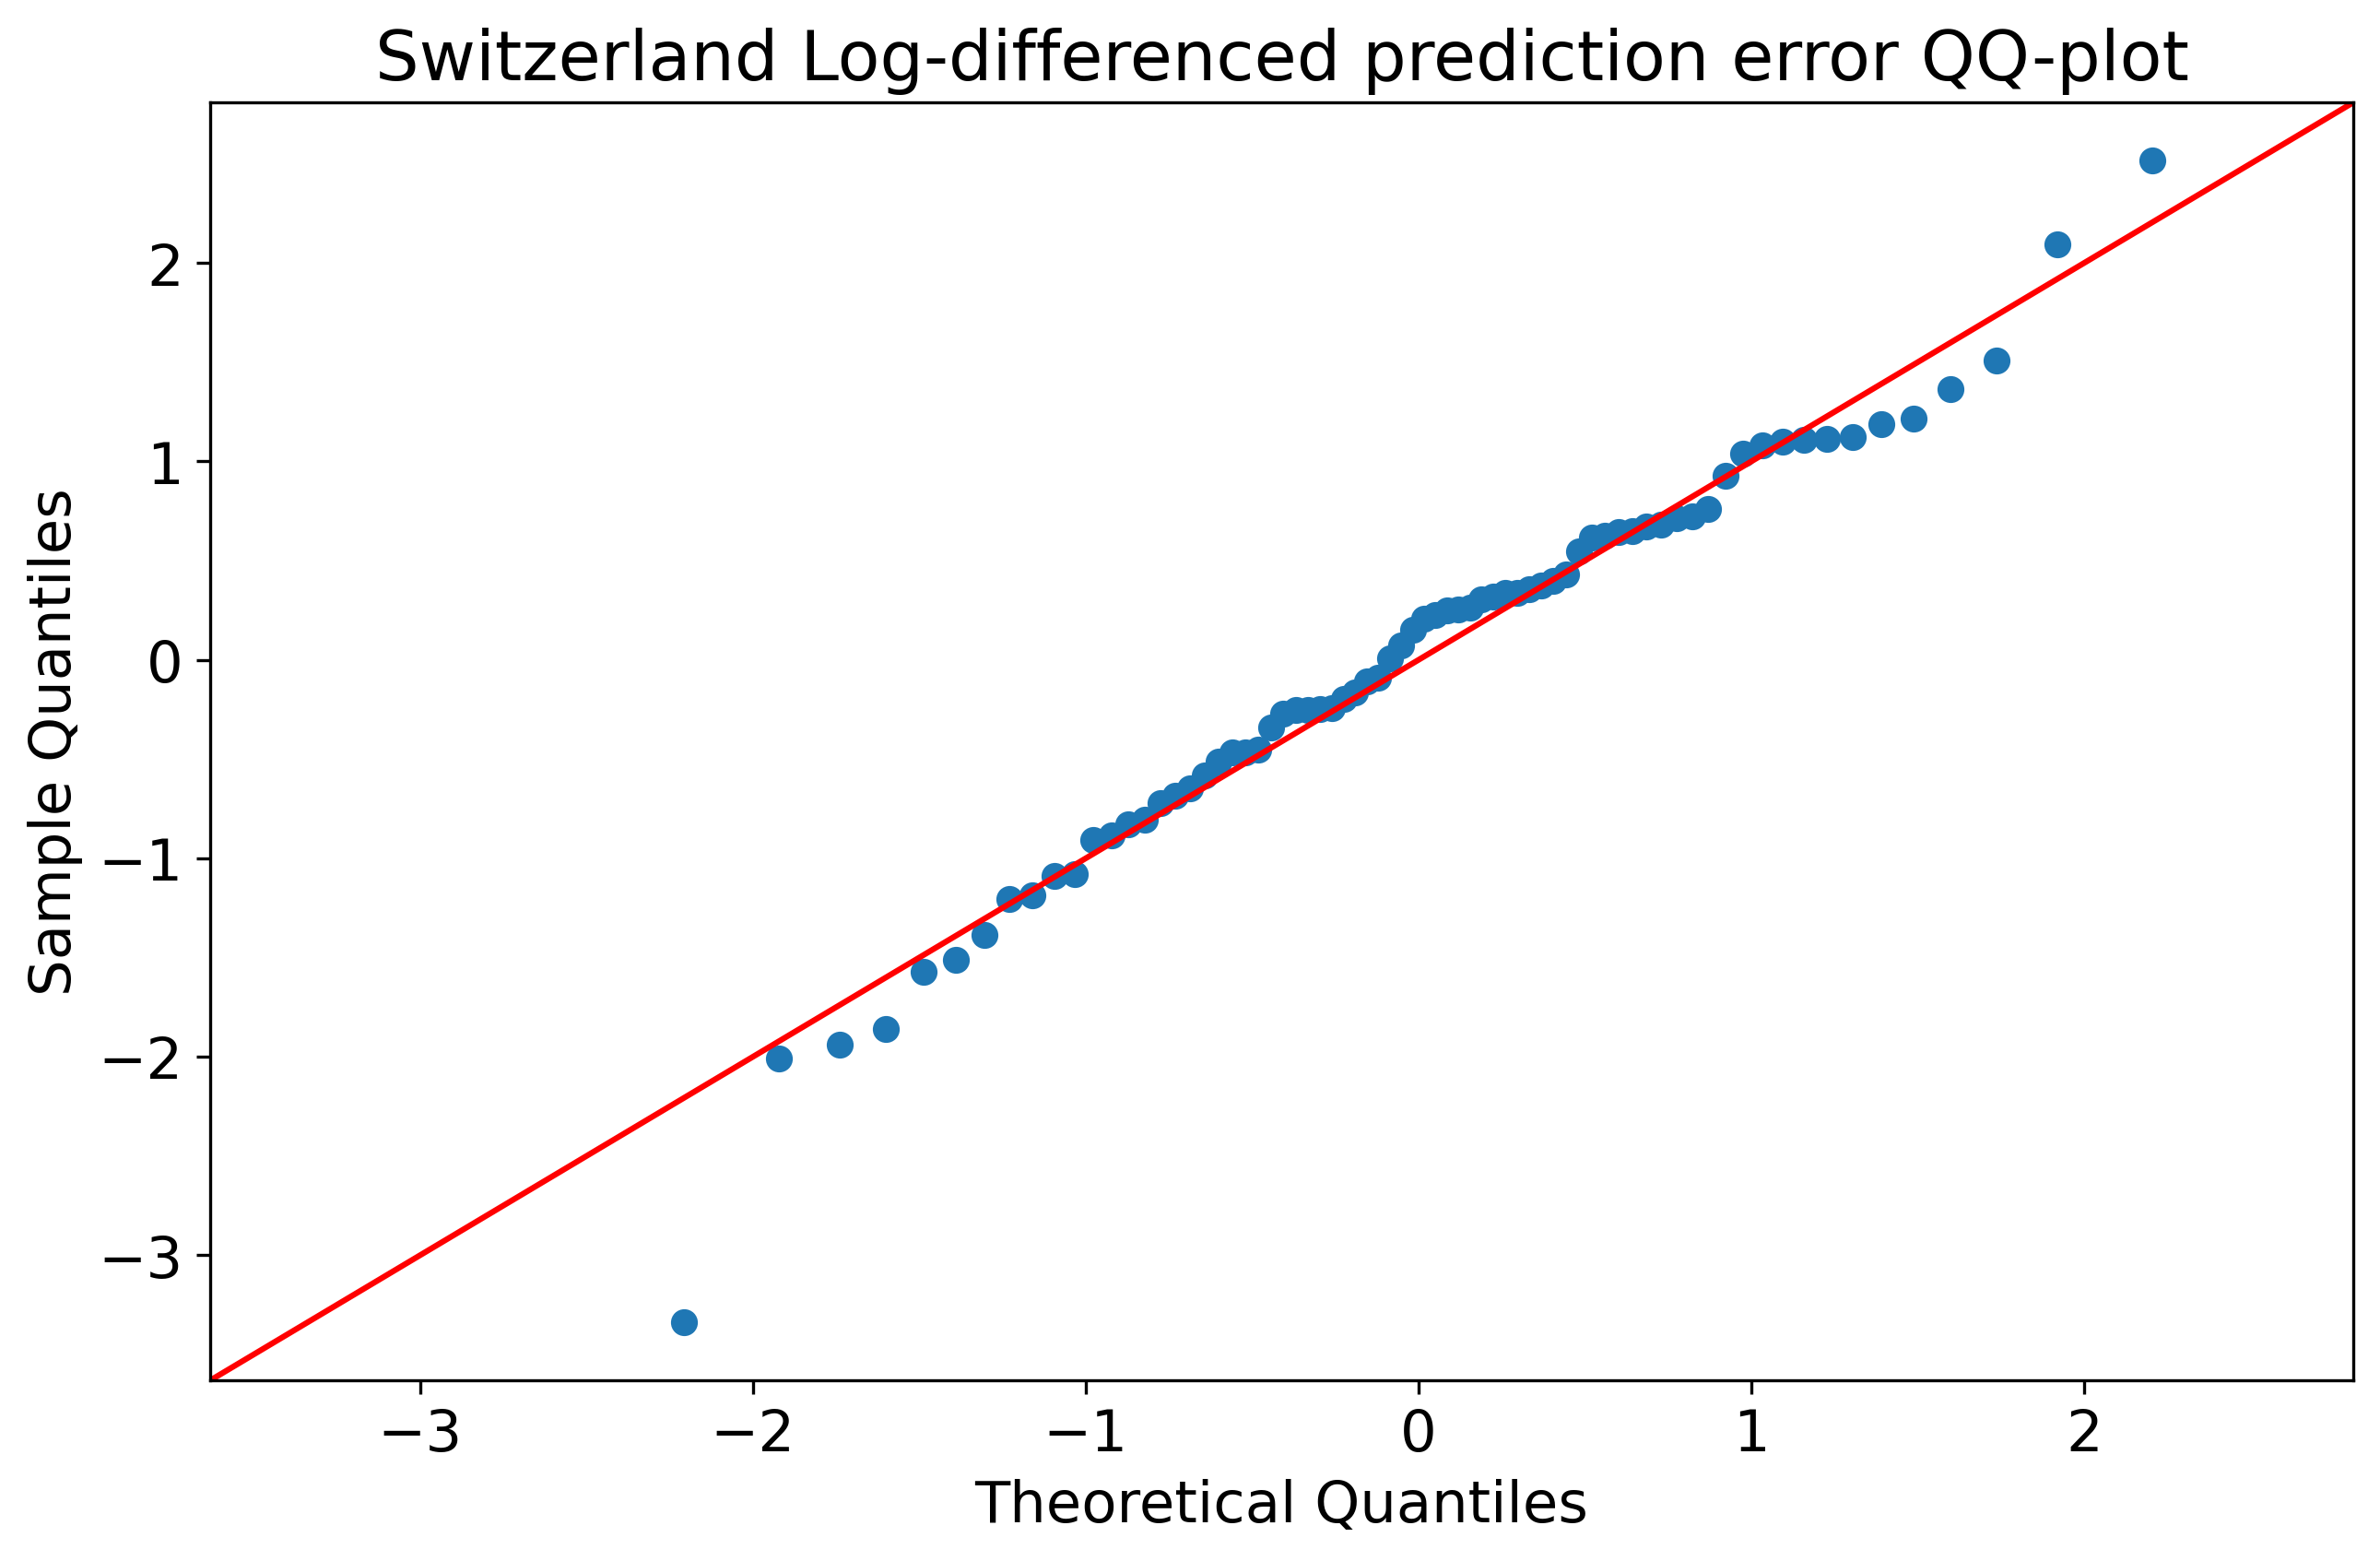 Switzerland Log-differenced prediction error QQ-plot
2
1
0
−1
−2
−3
Sample Quantiles
−3 −2 −1 0 1 2
Theoretical Quantiles